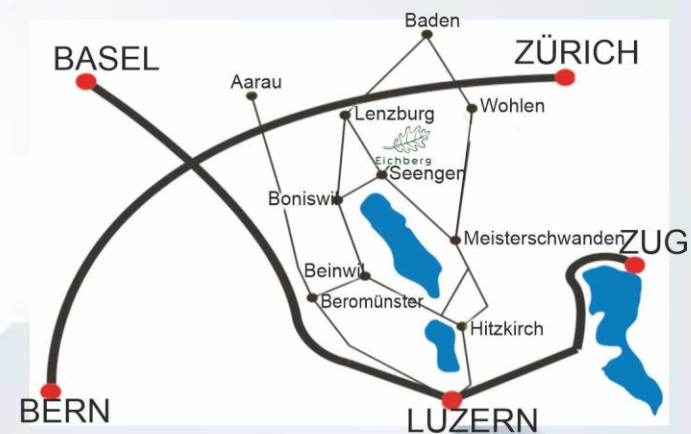 Baden
BASEL
ZÜRICH
Aarau
Lenzburg
Wohlen
Eichberg
Seengen
Boniswil
Meisterschwanden
ZUG
Beinwil
Beromünster
Hitzkirch
BERN
LUZERN